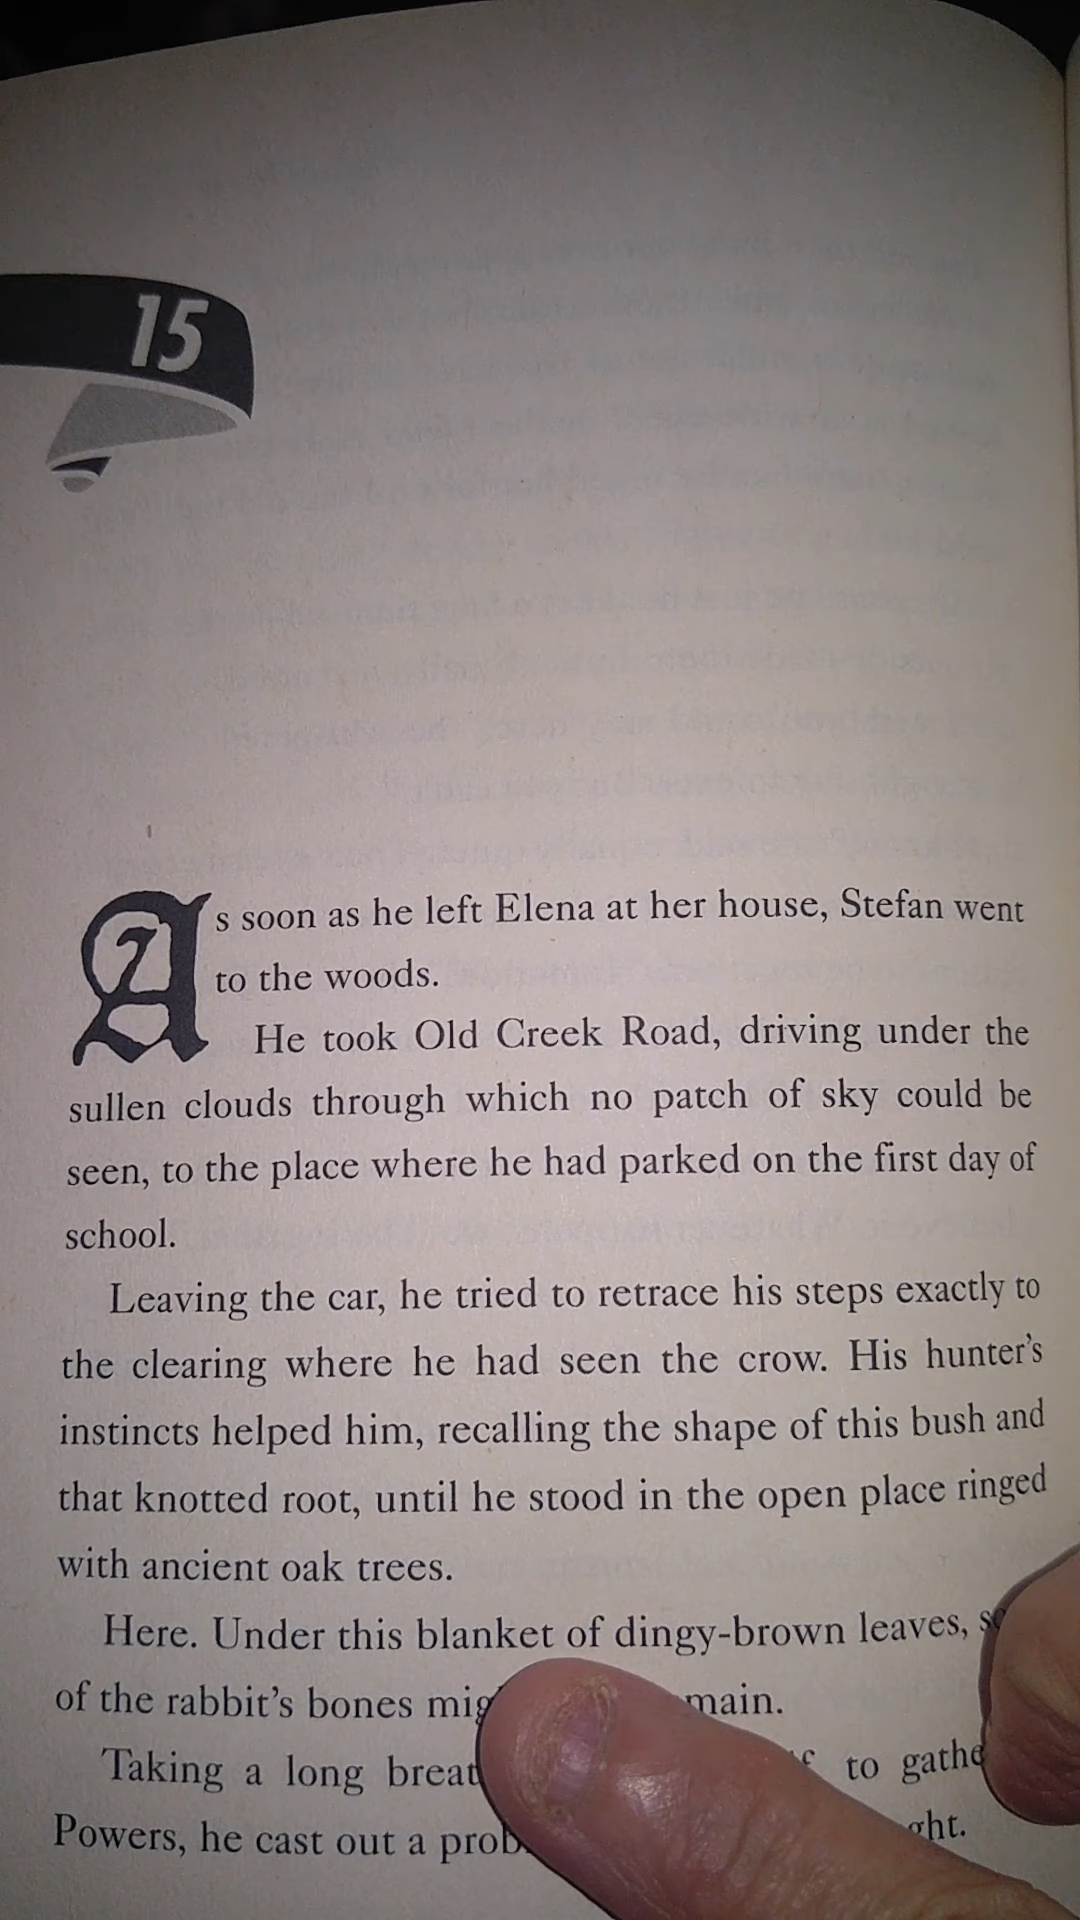 15
As soon as he left Elena at her house, Stefan went
to the woods.
He took Old Creek Road, driving under the
sullen clouds through which no patch of sky could be
seen, to the place where he had parked on the first day of
school.
Leaving the car, he tried to retrace his steps exactly to
the clearing where he had seen the crow. His hunter's
instincts helped him, recalling the shape of this bush and
that knotted root, until he stood in the open place ringed
with ancient oak trees.
Here. Under this blanket of dingy-brown leaves,
of the rabbit's bones main.
Taking a long to
Powers, he cast out a